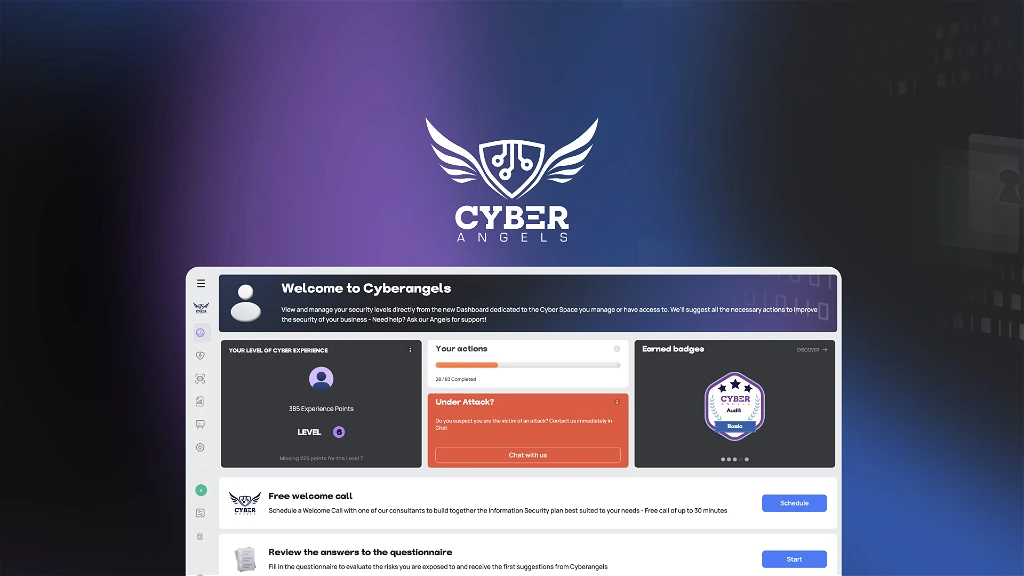 CYBER
ANGELS
Welcome to Cyberangels
View and manage your security levels directly from the new Dashboard dedicated to the Cyber Space you manage or have access to. We'll suggest all the necessary actions to improve
the security of your business - Need help? Ask our Angels for support!
YOUR LEVEL OF CYBER EXPERIENCE
385 Experience Points
LEVEL 6
Missing 225 points for the Level 7
Your actions
28 / 83 Completed
Under Attack?
Do you suspect you are the victim of an attack? Contact us immediately in
Chat
Chat with us
Earned badges
DISCOVER →
CYBER
ANGELS
Audit
Basic
CYBER
Free welcome call
Schedule a Welcome Call with one of our consultants to build together the Information Security plan best suited to your needs - Free call of up to 30 minutes
Schedule
Review the answers to the questionnaire
Fill in the questionnaire to evaluate the risks you are exposed to and receive the first suggestions from Cyberangels
Start